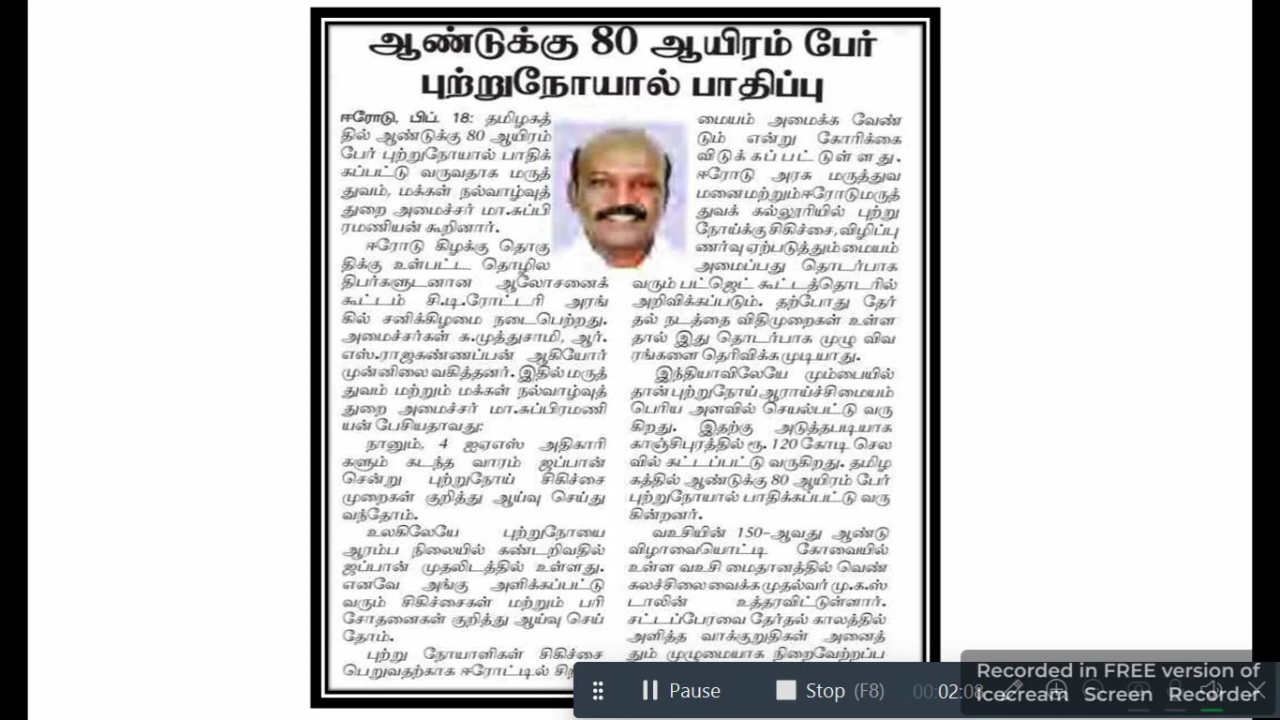 ஆண்டுக்கு 80 ஆயிரம் பேர்
புற்றுநோயால் பாதிப்பு
ஈரோடு, பிப். 18: தமிழகத்
தில் ஆண்டுக்கு 80 ஆயிரம்
பேர் புற்றுநோயால் பாதிக்
கப்பட்டு வருவதாக மருத்
துவம், மக்கள் நல்வாழ்வுத்
துறை அமைச்சர் மா.சுப்பி
ரமணியன் கூறினார்.
ஈரோடு கிழக்கு தொகு
திக்கு உள்பட்ட தொழில
திபர்களுடனான ஆலோசனைக்
கூட்டம் சி.டி.ரோட்டரி அரங்
கில் சனிக்கிழமை நடைபெற்றது.
அமைச்சர்கள் சு.முத்துசாமி, ஆர்.
எஸ்.ராஜகண்ணப்பன் ஆகியோர்
முன்னிலை வகித்தனர். இதில் மருத்
துவம் மற்றும் மக்கள் நல்வாழ்வுத்
துறை அமைச்சர் மா.சுப்பிரமணி
யன் பேசியதாவது:
நானும், 4 ஐஏஎஸ் அதிகாரி
களும் கடந்த வாரம் ஜப்பான்
சென்று புற்றுநோய் சிகிச்சை
முறைகள் குறித்து ஆய்வு செய்து
வந்தோம்.
உலகிலேயே புற்றுநோயை
ஆரம்ப நிலையில் கண்டறிவதில்
ஜப்பான் முதலிடத்தில் உள்ளது.
எனவே அங்கு அளிக்கப்பட்டு
வரும் சிகிச்சைகள் மற்றும் பரி
சோதனைகள் குறித்து ஆய்வு செய்
தோம்.
புற்று நோயாளிகள் சிகிச்சை
பெறுவதற்காக ஈரோட்டில்
மையம் அமைக்க வேண்
டும் என்று கோரிக்கை
விடுக்கப்பட்டுள்ளது.
ஈரோடு அரசு மருத்துவ
மனை மற்றும் ஈரோடு மருத்
துவக் கல்லூரியில் புற்று
நோய்க்கு சிகிச்சை, விழிப்பு
ணர்வு ஏற்படுத்தும் மையம்
அமைப்பது தொடர்பாக
வரும் பட்ஜெட் கூட்டத்தொடரில்
அறிவிக்கப்படும். தற்போது தேர்
தல் நடத்தை விதிமுறைகள் உள்ள
தால் இது தொடர்பாக முழு விவ
ரங்களை தெரிவிக்க முடியாது.
இந்தியாவிலேயே மும்பையில்
தான் புற்றுநோய் ஆராய்ச்சி மையம்
பெரிய அளவில் செயல்பட்டு வரு
கிறது. இதற்கு அடுத்தபடியாக
காஞ்சிபுரத்தில் ரூ.120 கோடி செல
வில் கட்டப்பட்டு வருகிறது. தமிழ
கத்தில் ஆண்டுக்கு 80 ஆயிரம் பேர்
புற்றுநோயால் பாதிக்கப்பட்டு வரு
கின்றனர்.
வஉசியின் 150-ஆவது ஆண்டு
விழாவையொட்டி கோவையில்
உள்ள வஉசி மைதானத்தில் வெண்
கலச்சிலை வைக்க முதல்வர் மு.க.ஸ்
டாலின் உத்தரவிட்டுள்ளார்.
சட்டப்பேரவை தேர்தல் காலத்தில்
அளித்த வாக்குறுதிகள் அனைத்
தும் முழுமையாக நிறைவேற்றப்ப
Pause Stop (F8) 00:02:08
Recorded in FREE version of
Icecream Screen Recorder